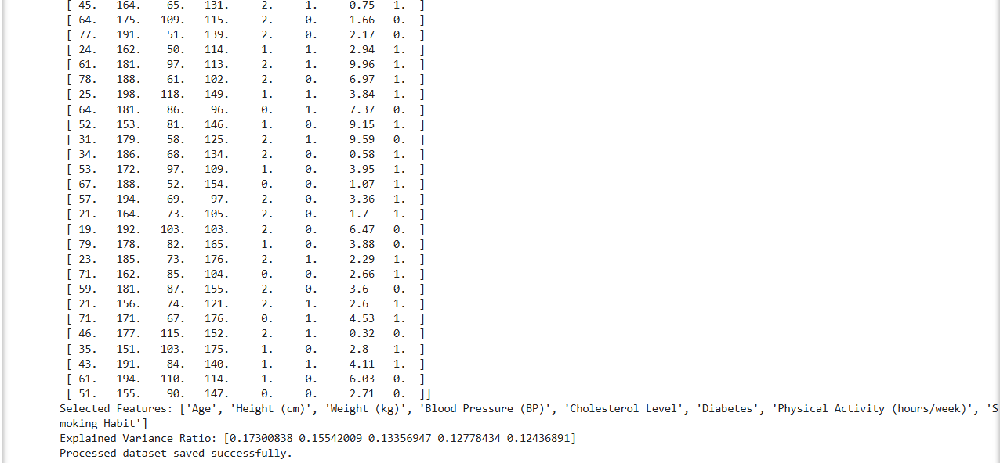 [ 45. 164. 65. 131. 2. 1. 0.75 1. ]
[ 64. 175. 109. 115. 2. 0. 1.66 0. ]
[ 77. 191. 51. 139. 2. 0. 2.17 0. ]
[ 24. 162. 50. 114. 1. 1. 2.94 1. ]
[ 61. 181. 97. 113. 2. 1. 9.96 1. ]
[ 78. 188. 61. 102. 2. 0. 6.97 1. ]
[ 25. 198. 118. 149. 1. 1. 3.84 1. ]
[ 64. 181. 86. 96. 0. 1. 7.37 0. ]
[ 52. 153. 81. 146. 1. 0. 9.15 1. ]
[ 31. 179. 58. 125. 2. 1. 9.59 0. ]
[ 34. 186. 68. 134. 2. 0. 0.58 1. ]
[ 53. 172. 97. 109. 1. 0. 3.95 1. ]
[ 67. 188. 52. 154. 0. 0. 1.07 1. ]
[ 57. 194. 69. 97. 2. 0. 3.36 1. ]
[ 21. 164. 73. 105. 2. 0. 1.7 1. ]
[ 19. 192. 103. 103. 2. 0. 6.47 0. ]
[ 79. 178. 82. 165. 1. 0. 3.88 0. ]
[ 23. 185. 73. 176. 2. 1. 2.29 1. ]
[ 71. 162. 85. 104. 0. 0. 2.66 1. ]
[ 59. 181. 87. 155. 2. 0. 3.6 0. ]
[ 21. 156. 74. 121. 2. 1. 2.6 1. ]
[ 71. 171. 67. 176. 0. 1. 4.53 1. ]
[ 46. 177. 115. 152. 2. 1. 0.32 0. ]
[ 35. 151. 103. 175. 1. 0. 2.8 1. ]
[ 43. 191. 84. 140. 1. 1. 4.11 1. ]
[ 61. 194. 110. 114. 1. 0. 6.03 0. ]
[ 51. 155. 90. 147. 0. 0. 2.71 0. ]]
Selected Features: ['Age', 'Height (cm)', 'Weight (kg)', 'Blood Pressure (BP)', 'Cholesterol Level', 'Diabetes', 'Physical Activity (hours/week)', 'S
moking Habit']
Explained Variance Ratio: [0.17300838 0.15542009 0.13356947 0.12778434 0.12436891]
Processed dataset saved successfully.